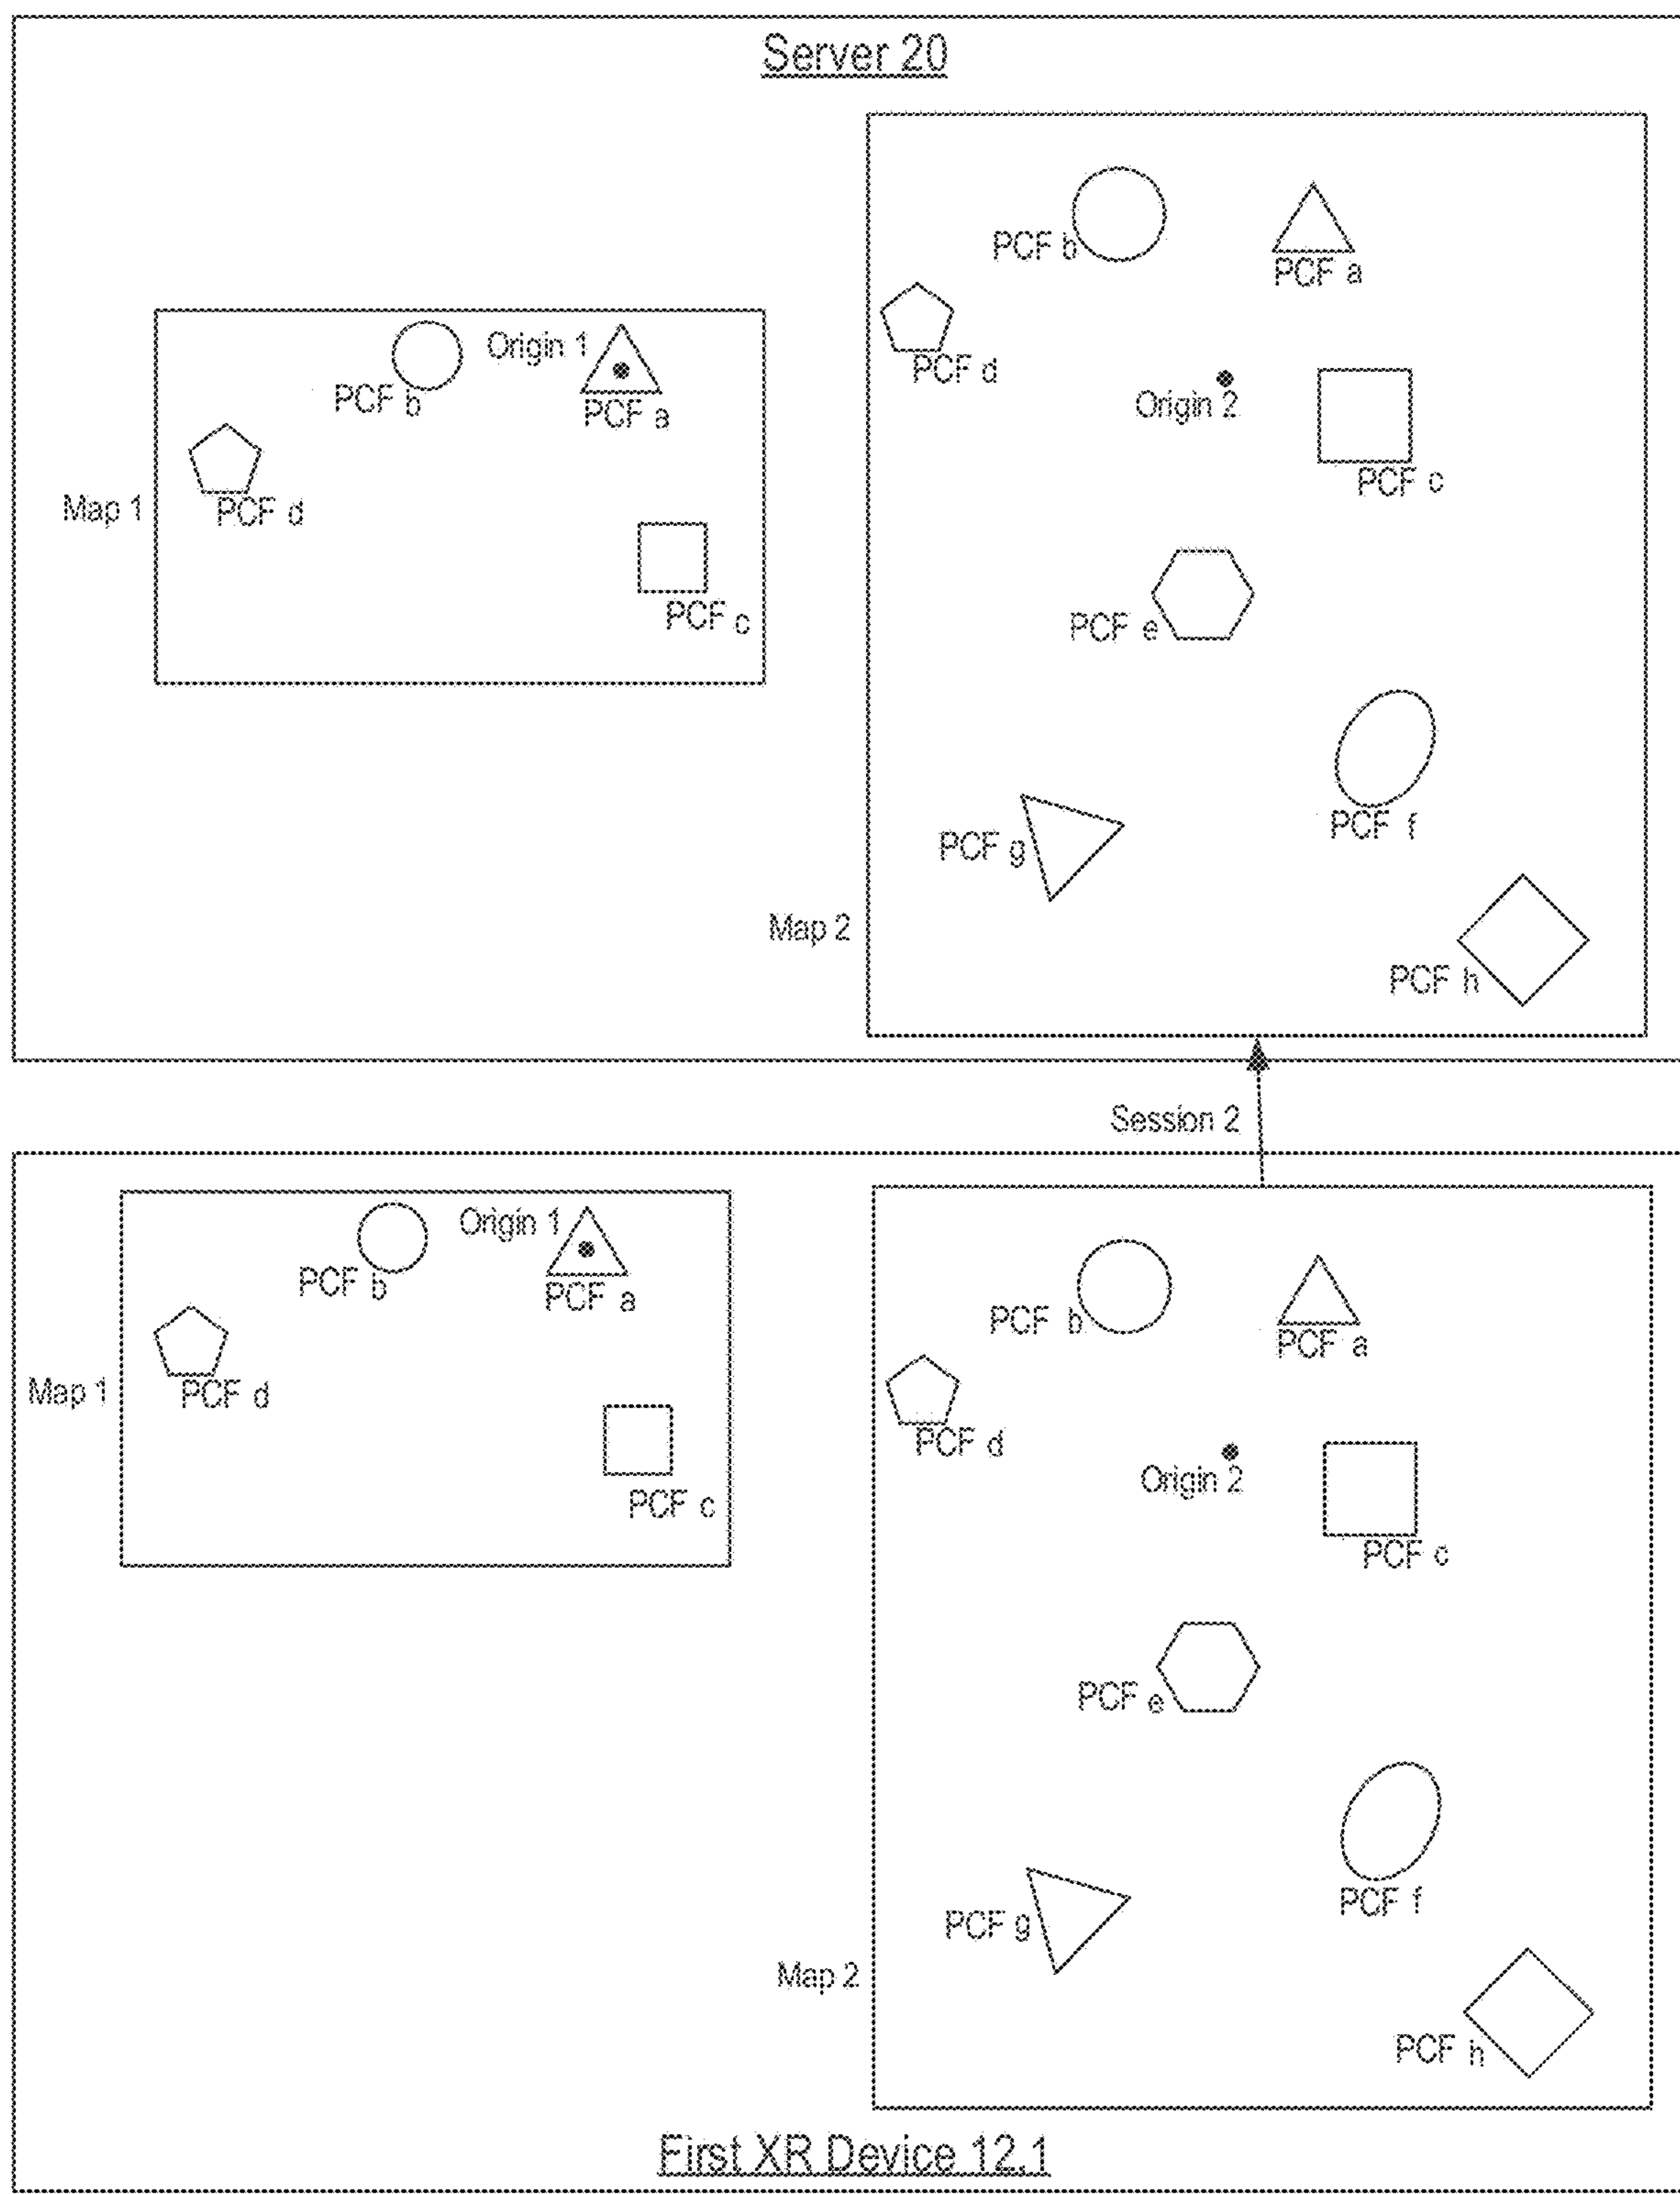 Server 20
PCF b
PCF a
PCF d
Origin 2
PCF c
PCF e
PCF f
PCF g
PCF h
Map 2
Origin 1
PCF b
PCF a
PCF d
Map 1
PCF c
Session 2
Origin 1
PCF b
PCF a
PCF d
Map 1
PCF c
PCF b
PCF a
PCF d
Origin 2
PCF c
PCF e
PCF f
PCF g
Map 2
PCF h
First XR Device 12.1